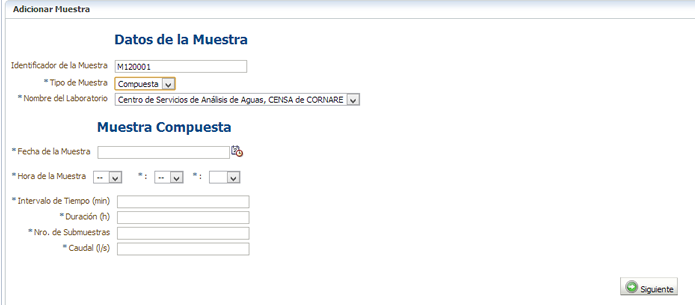 Adicionar Muestra
Datos de la Muestra
Identificador de la Muestra M120001
* Tipo de Muestra Compuesta
* Nombre del Laboratorio Centro de Servicios de Análisis de Aguas, CENSA de CORNARE
Muestra Compuesta
* Fecha de la Muestra
* Hora de la Muestra -- * : -- * :
* Intervalo de Tiempo (min)
* Duración (h)
* Nro. de Submuestras
* Caudal (l/s)
Siguiente